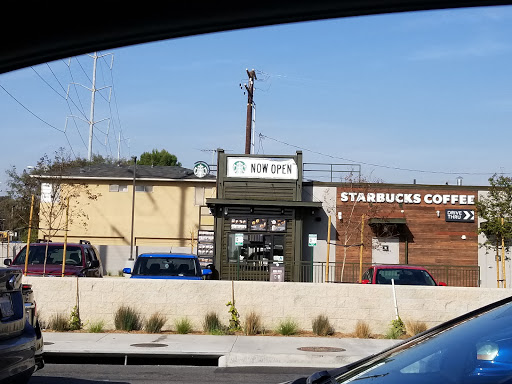 NOW OPEN
STARBUCKS COFFEE
DRIVE
THRU